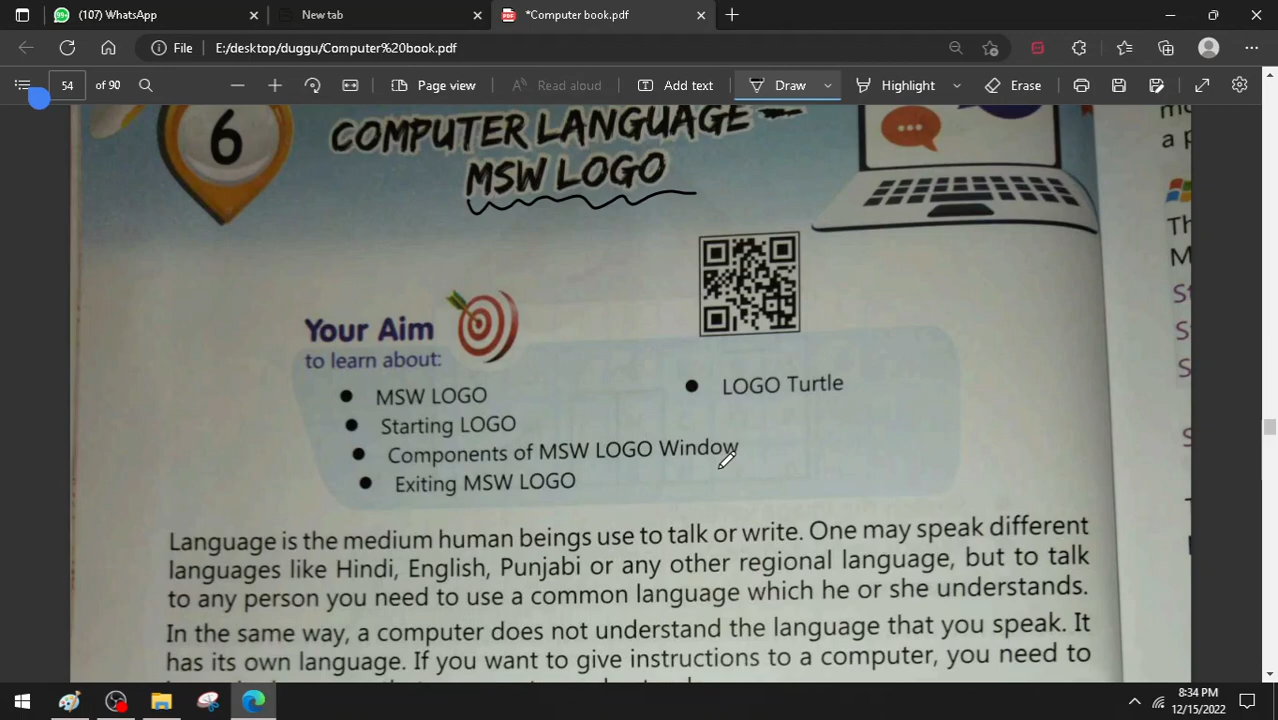 99+ (107) WhatsApp
New tab
*Computer book.pdf
File E:/desktop/duggu/Computer%20book.pdf
54 of 90
Page view
Read aloud
Add text
Draw
Highlight
Erase
6
COMPUTER LANGUAGE –
MSW LOGO
Your Aim
to learn about:
MSW LOGO
Starting LOGO
Components of MSW LOGO Window
Exiting MSW LOGO
LOGO Turtle
Language is the medium human beings use to talk or write. One may speak different
languages like Hindi, English, Punjabi or any other regional language, but to talk
to any person you need to use a common language which he or she understands.
In the same way, a computer does not understand the language that you speak. It
has its own language. If you want to give instructions to a computer, you need to
a p
Th
M
8:34 PM
12/15/2022